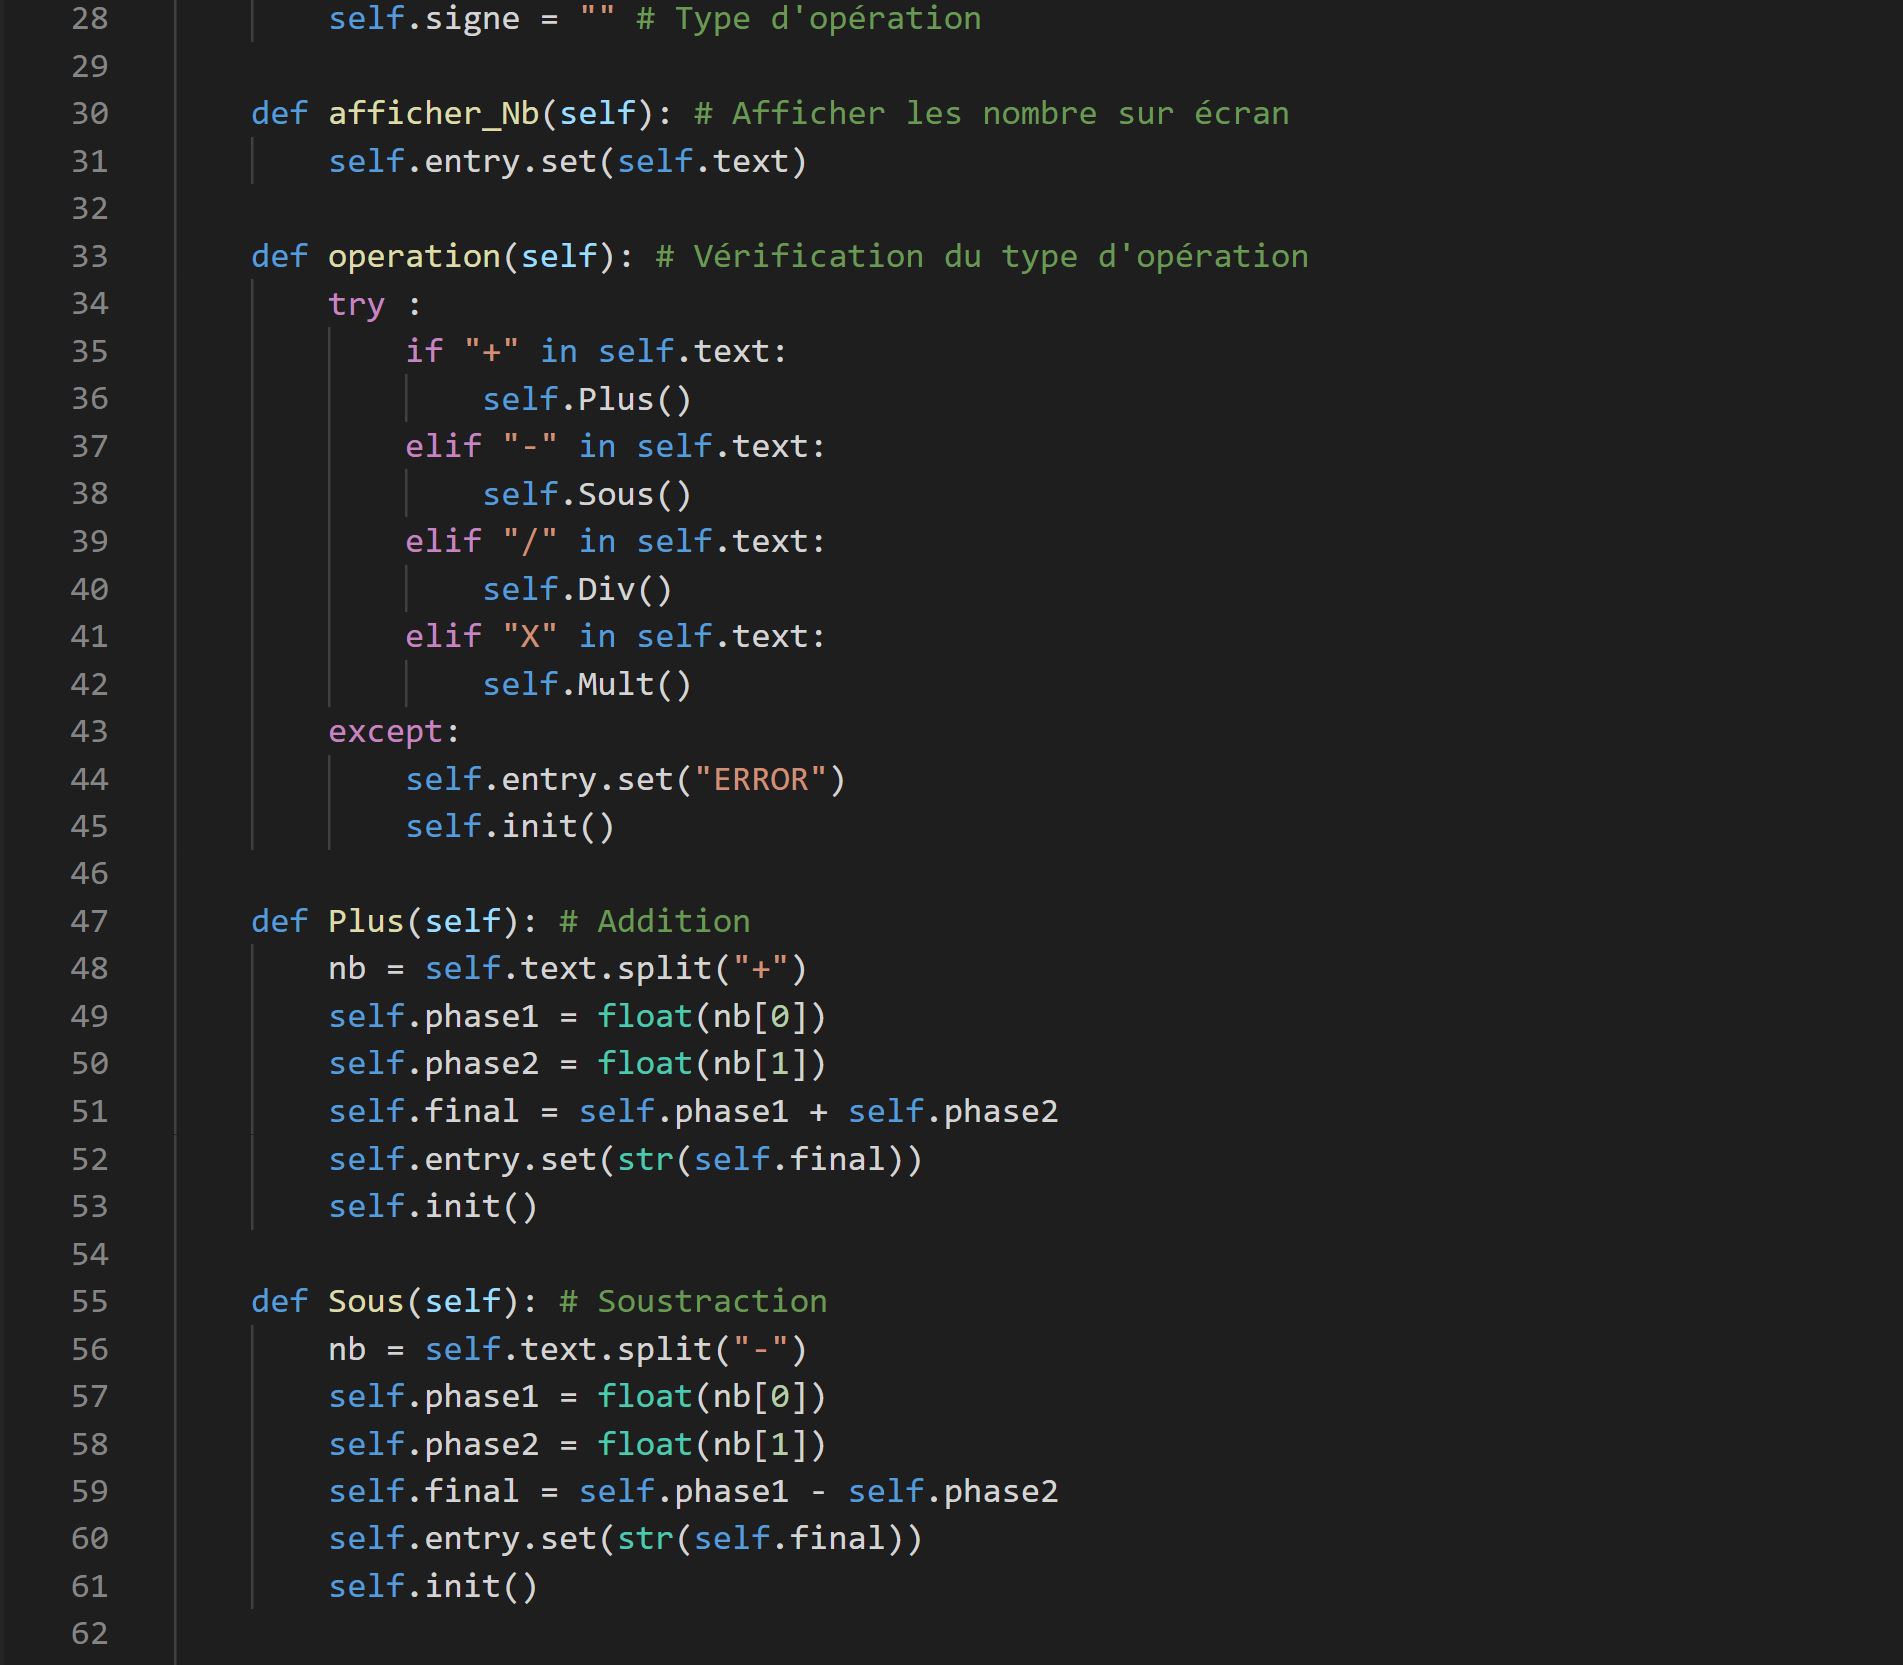 28 self.signe = "" # Type d'opération
29
30 def afficher_Nb(self): # Afficher les nombre sur écran
31 self.entry.set(self.text)
32
33 def operation(self): # Vérification du type d'opération
34 try :
35 if "+" in self.text:
36 self.Plus()
37 elif "-" in self.text:
38 self.Sous()
39 elif "/" in self.text:
40 self.Div()
41 elif "X" in self.text:
42 self.Mult()
43 except:
44 self.entry.set("ERROR")
45 self.init()
46
47 def Plus(self): # Addition
48 nb = self.text.split("+")
49 self.phase1 = float(nb[0])
50 self.phase2 = float(nb[1])
51 self.final = self.phase1 + self.phase2
52 self.entry.set(str(self.final))
53 self.init()
54
55 def Sous(self): # Soustraction
56 nb = self.text.split("-")
57 self.phase1 = float(nb[0])
58 self.phase2 = float(nb[1])
59 self.final = self.phase1 - self.phase2
60 self.entry.set(str(self.final))
61 self.init()
62